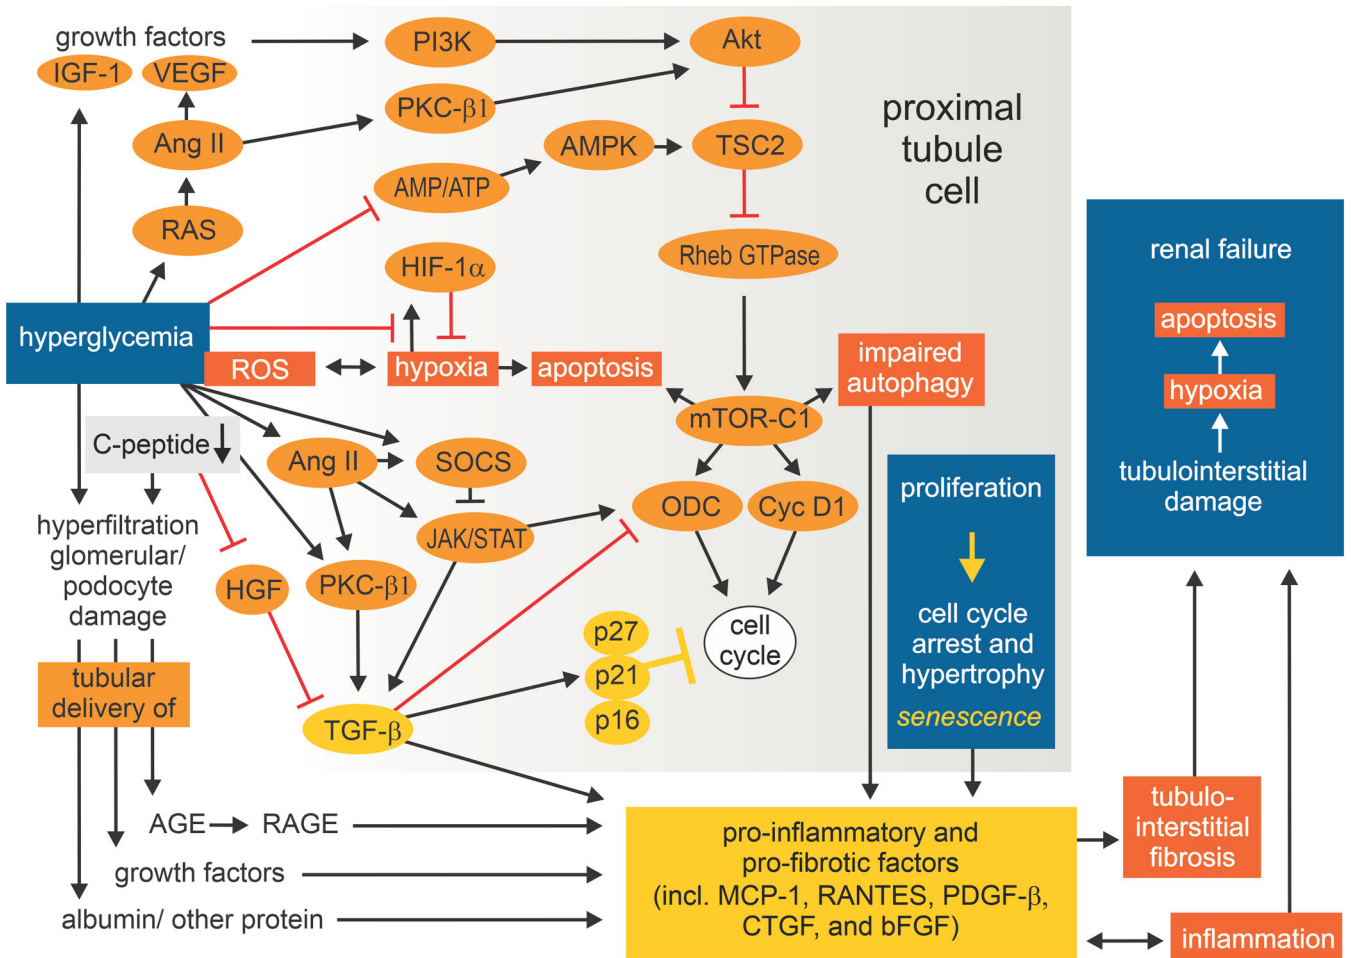 growth factors
IGF-1
VEGF
Ang II
RAS
PI3K
PKC-β1
AMP/ATP
AMPK
Akt
TSC2
Rheb GTPase
HIF-1α
proximal
tubule
cell
hyperglycemia
ROS
hypoxia
apoptosis
mTOR-C1
impaired
autophagy
C-peptide
Ang II
SOCS
JAK/STAT
ODC
Cyc D1
hyperfiltration
glomerular/
podocyte
damage
HGF
PKC-β1
cell
cycle
p27
p21
p16
TGF-β
tubular
delivery of
AGE
RAGE
growth factors
albumin/ other protein
proliferation
cell cycle
arrest and
hypertrophy
senescence
pro-inflammatory and
pro-fibrotic factors
(incl. MCP-1, RANTES, PDGF-β,
CTGF, and bFGF)
renal failure
apoptosis
hypoxia
tubulointerstitial
damage
tubulo-
interstitial
fibrosis
inflammation